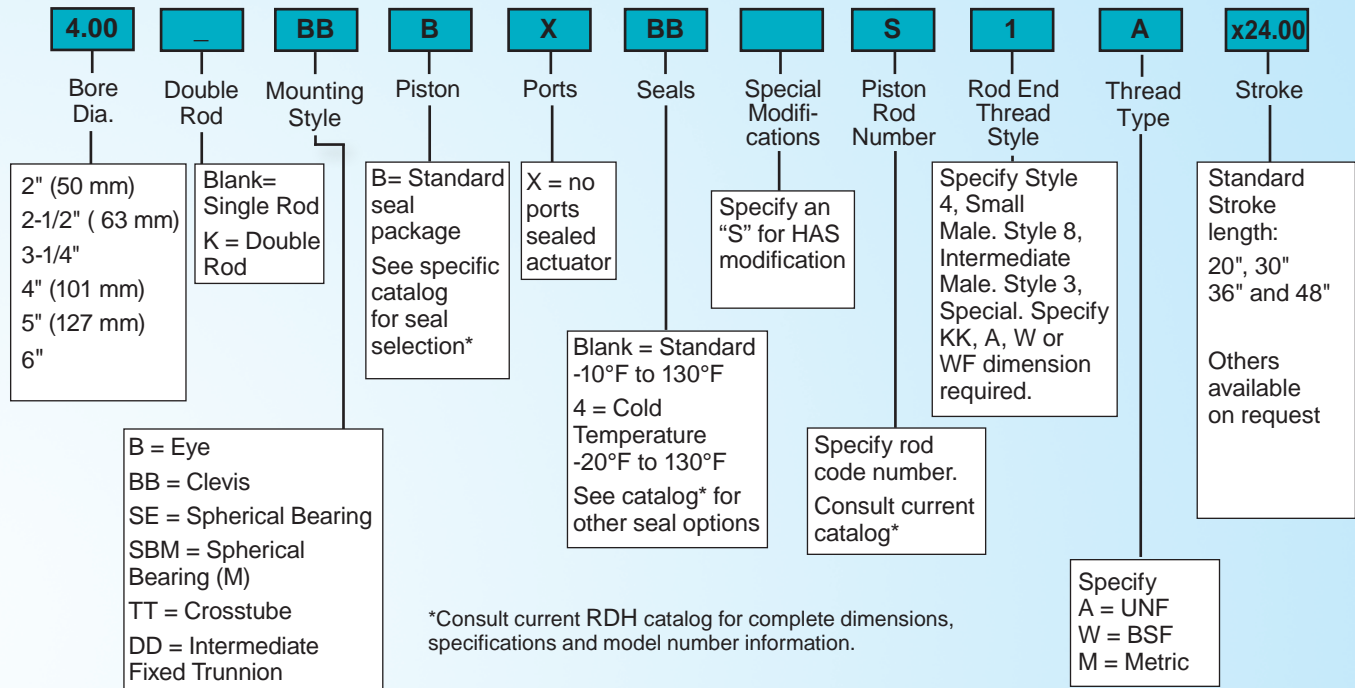 4.00
_
BB
B
X
BB
S
1
A
x24.00
Bore
Dia.
Double
Rod
Mounting
Style
Piston
Ports
Seals
Special
Modifi-
cations
Piston
Rod
Number
Rod End
Thread
Style
Thread
Type
Stroke
2" (50 mm)
2-1/2" ( 63 mm)
3-1/4"
4" (101 mm)
5" (127 mm)
6"
Blank=
Single Rod
K = Double
Rod
B = Eye
BB = Clevis
SE = Spherical Bearing
SBM = Spherical
Bearing (M)
TT = Crosstube
DD = Intermediate
Fixed Trunnion
B= Standard
seal
package
See specific
catalog
for seal
selection*
X = no
ports
sealed
actuator
Blank = Standard
-10°F to 130°F
4 = Cold
Temperature
-20°F to 130°F
See catalog* for
other seal options
Specify an
“S” for HAS
modification
Specify rod
code number.
Consult current
catalog*
Specify Style
4, Small
Male. Style 8,
Intermediate
Male. Style 3,
Special. Specify
KK, A, W or
WF dimension
required.
Specify
A = UNF
W = BSF
M = Metric
Standard
Stroke
length:
20", 30"
36" and 48"
Others
available
on request
*Consult current RDH catalog for complete dimensions,
specifications and model number information.